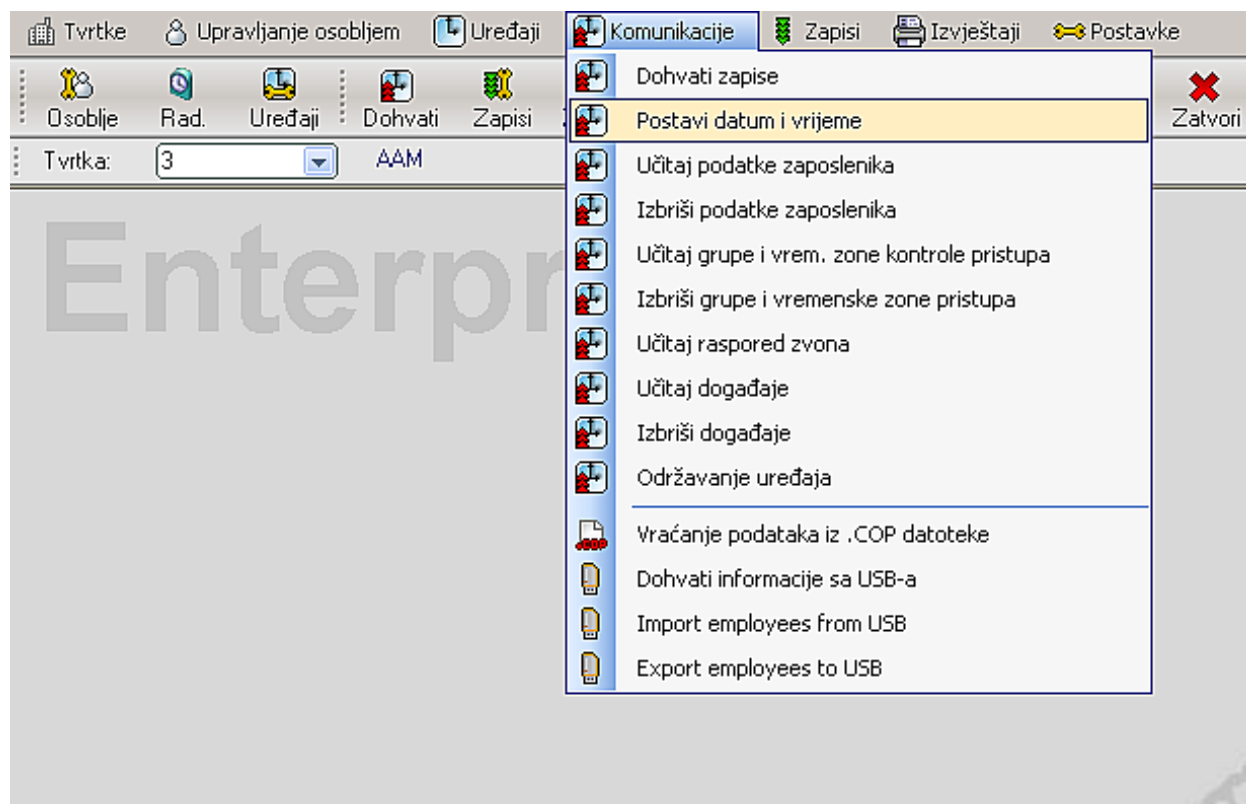 Tvrtke Upravljanje osobljem Uređaji Komunikacije Zapisi Izvještaji Postavke
Osoblje Rad. Uređaji Dohvati Zapisi Zatvori
Tvrtka: 3 AAM
Dohvati zapise
Postavi datum i vrijeme
Učitaj podatke zaposlenika
Izbriši podatke zaposlenika
Učitaj grupe i vrem. zone kontrole pristupa
Izbriši grupe i vremenske zone pristupa
Učitaj raspored zvona
Učitaj događaje
Izbriši događaje
Održavanje uređaja
Vraćanje podataka iz .COP datoteke
Dohvati informacije sa USB-a
Import employees from USB
Export employees to USB
Enterpr